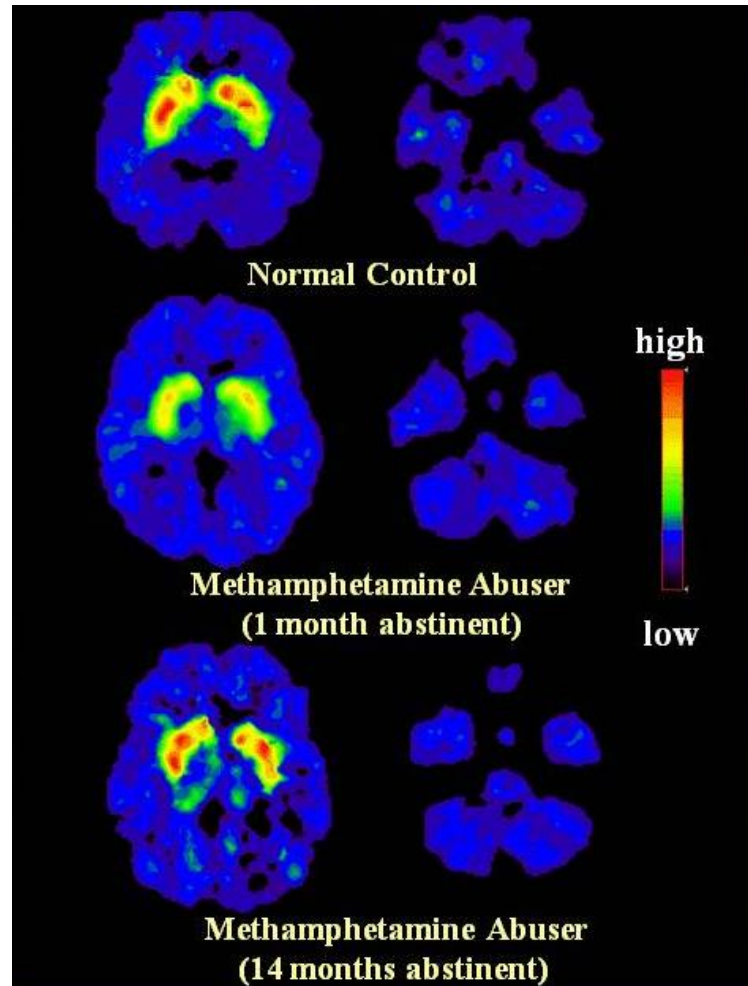 Normal Control
high
low
Methamphetamine Abuser
(1 month abstinent)
Methamphetamine Abuser
(14 months abstinent)